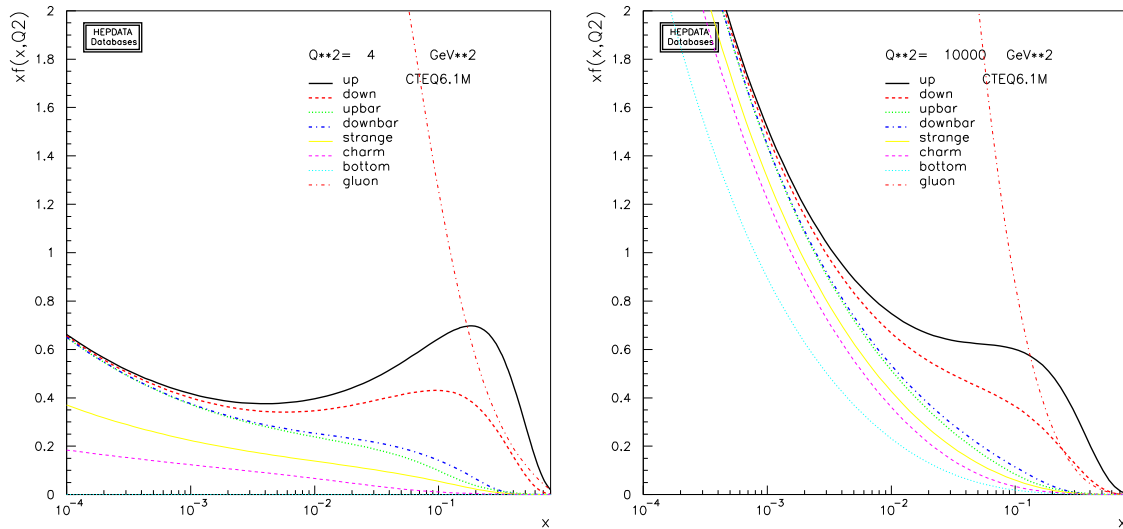 xf(x,Q2)
2
1.8
1.6
1.4
1.2
1
0.8
0.6
0.4
0.2
0
HEPDATA
Databases
Q**2= 4 GeV**2
up CTEQ6.1M
down
upbar
downbar
strange
charm
bottom
gluon
10-4 10-3 10-2 10-1
x
xf(x,Q2)
2
1.8
1.6
1.4
1.2
1
0.8
0.6
0.4
0.2
0
HEPDATA
Databases
Q**2= 10000 GeV**2
up CTEQ6.1M
down
upbar
downbar
strange
charm
bottom
gluon
10-4 10-3 10-2 10-1
x